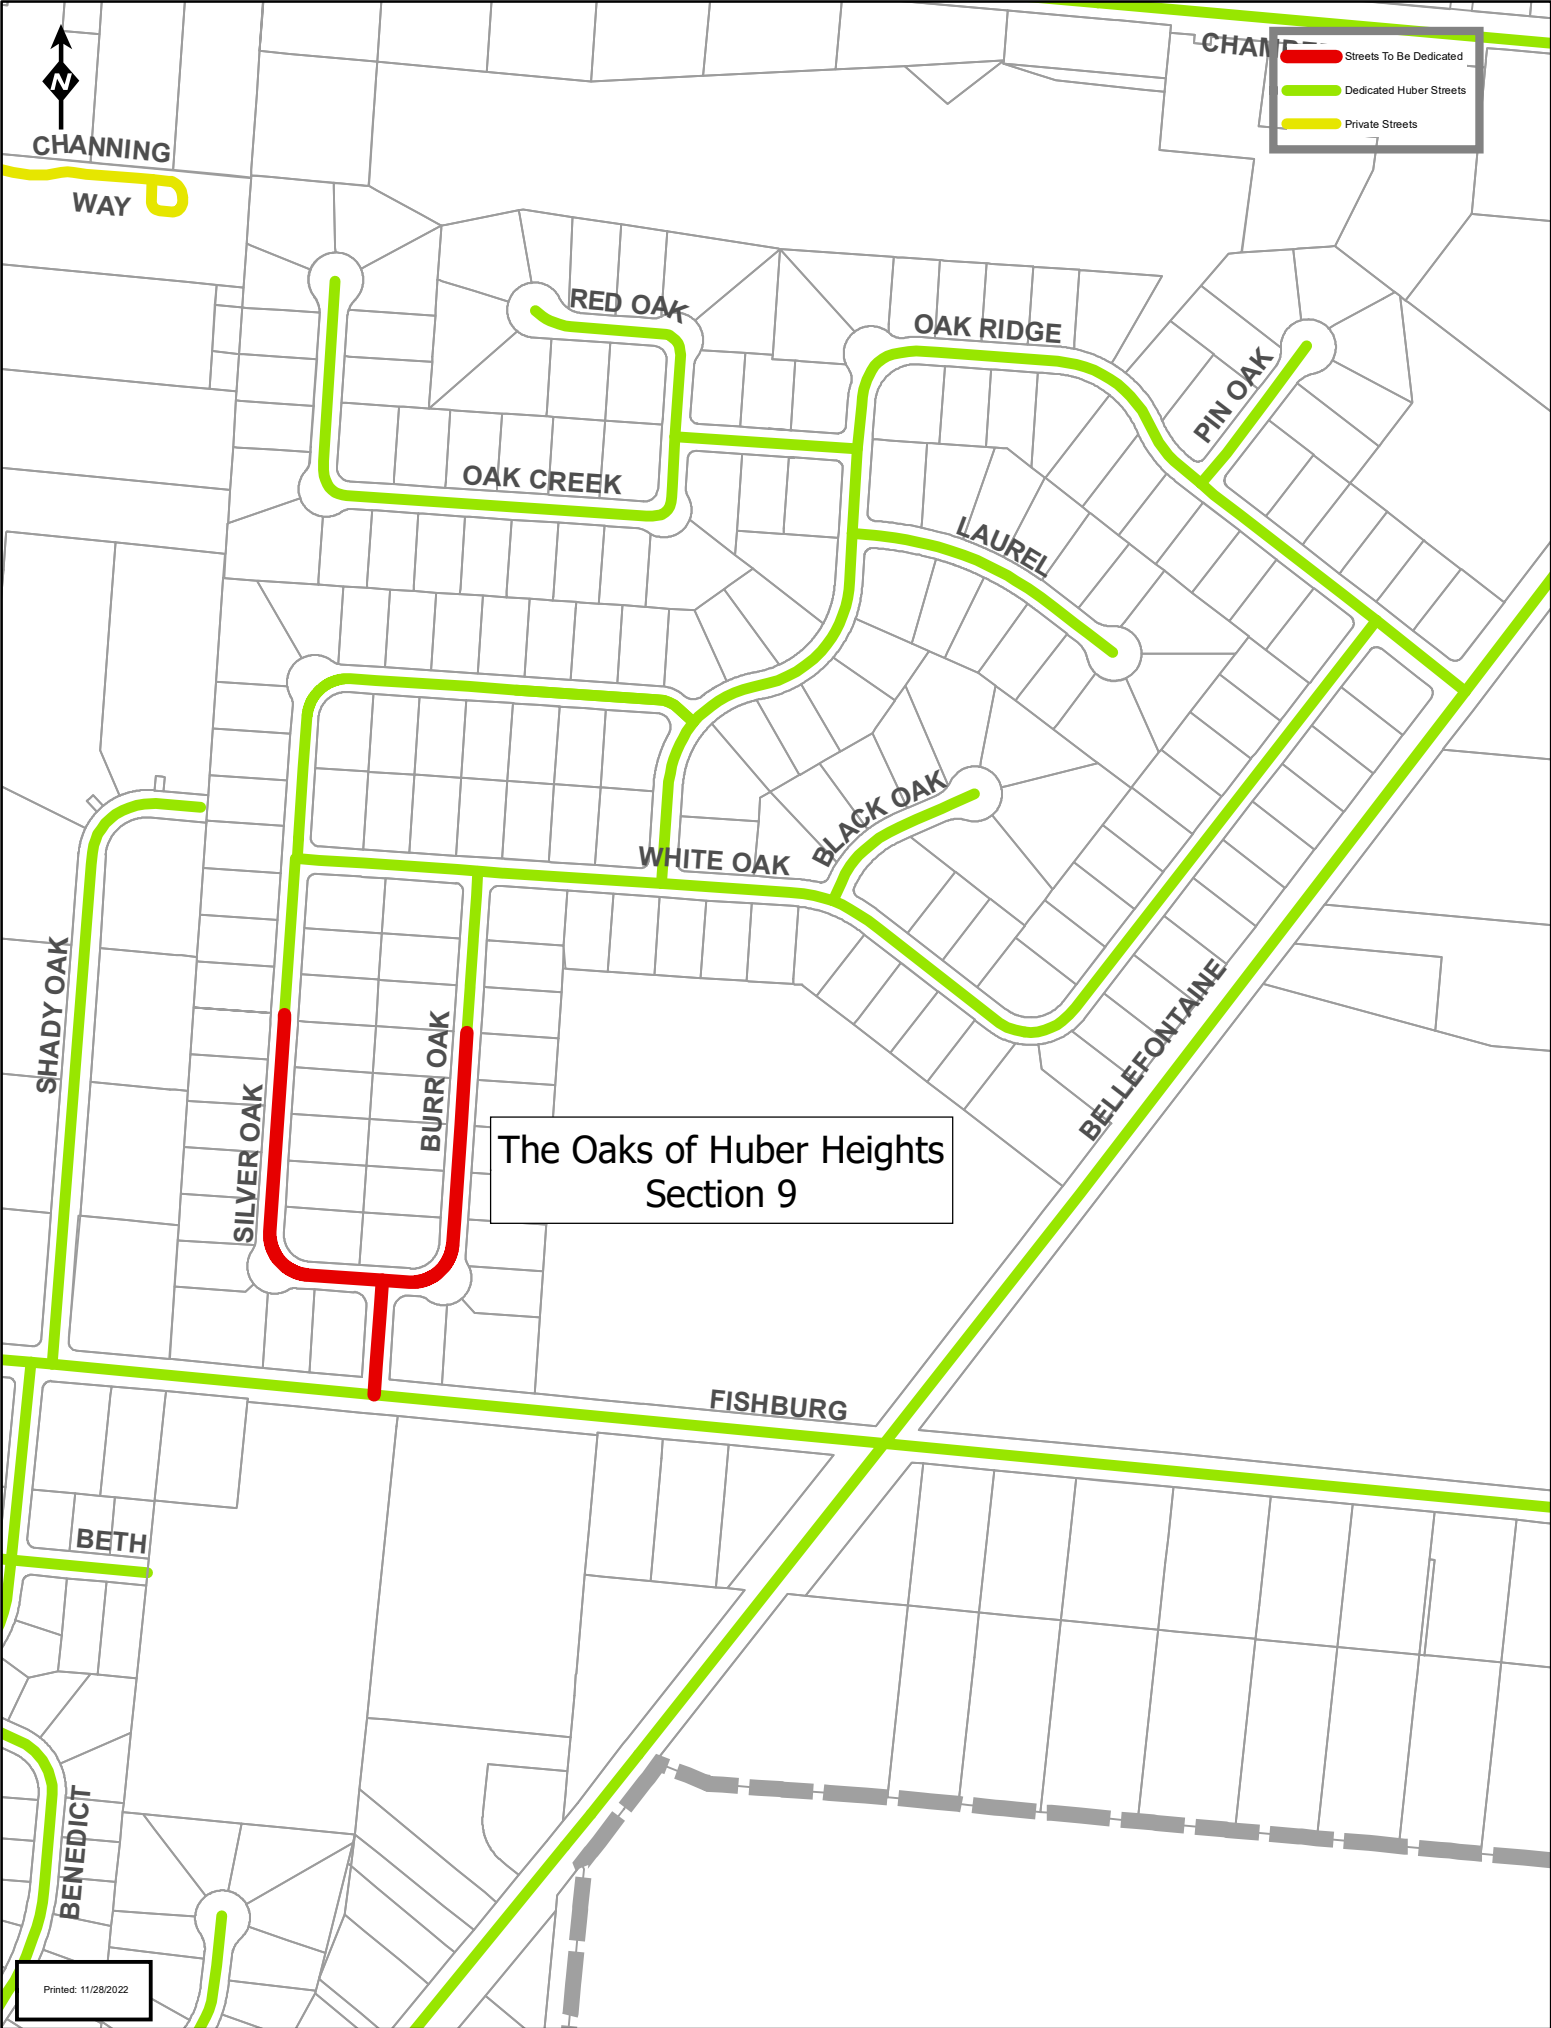 N
Streets To Be Dedicated
Dedicated Huber Streets
Private Streets
CHANNING
WAY
RED OAK
OAK RIDGE
PIN OAK
OAK CREEK
LAUREL
BLACK OAK
WHITE OAK
SHADY OAK
BURR OAK
SILVER OAK
BELLEFONTAINE
The Oaks of Huber Heights
Section 9
FISHBURG
BETH
BENEDICT
Printed: 11/28/2022